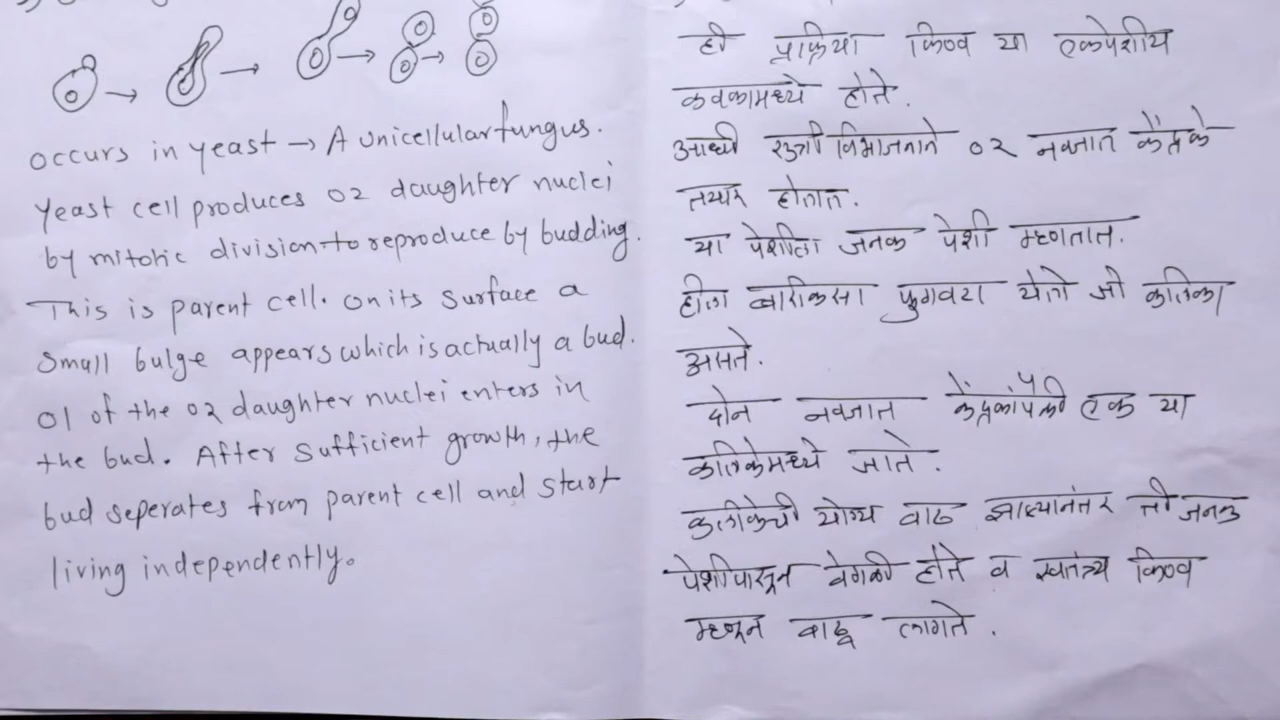 occurs in yeast → A unicellular fungus.
Yeast cell produces 02 daughter nuclei
by mitotic division to reproduce by budding.
This is parent cell. On its surface a
small bulge appears which is actually a bud.
01 of the 02 daughter nuclei enters in
the bud. After sufficient growth, the
bud seperates from parent cell and start
living independently.
ही प्रक्रिया किण्व या एकपेशीय
कवकामध्ये होते.
आधी सूत्री विभाजनाने 02 नवजात केंद्रके
तयार होतात.
या पेशीला जनक पेशी म्हणतात.
हीला बारीकसा फुगवटा येतो जी कलिका
असते.
दोन नवजात केंद्रकांपैकी एक या
कलिकेमध्ये जाते.
कलीकेची योग्य वाढ झाल्यानंतर ती जनक
पेशीपासून वेगळी होते व स्वतंत्र्य किण्व
म्हणून वाढू लागते.